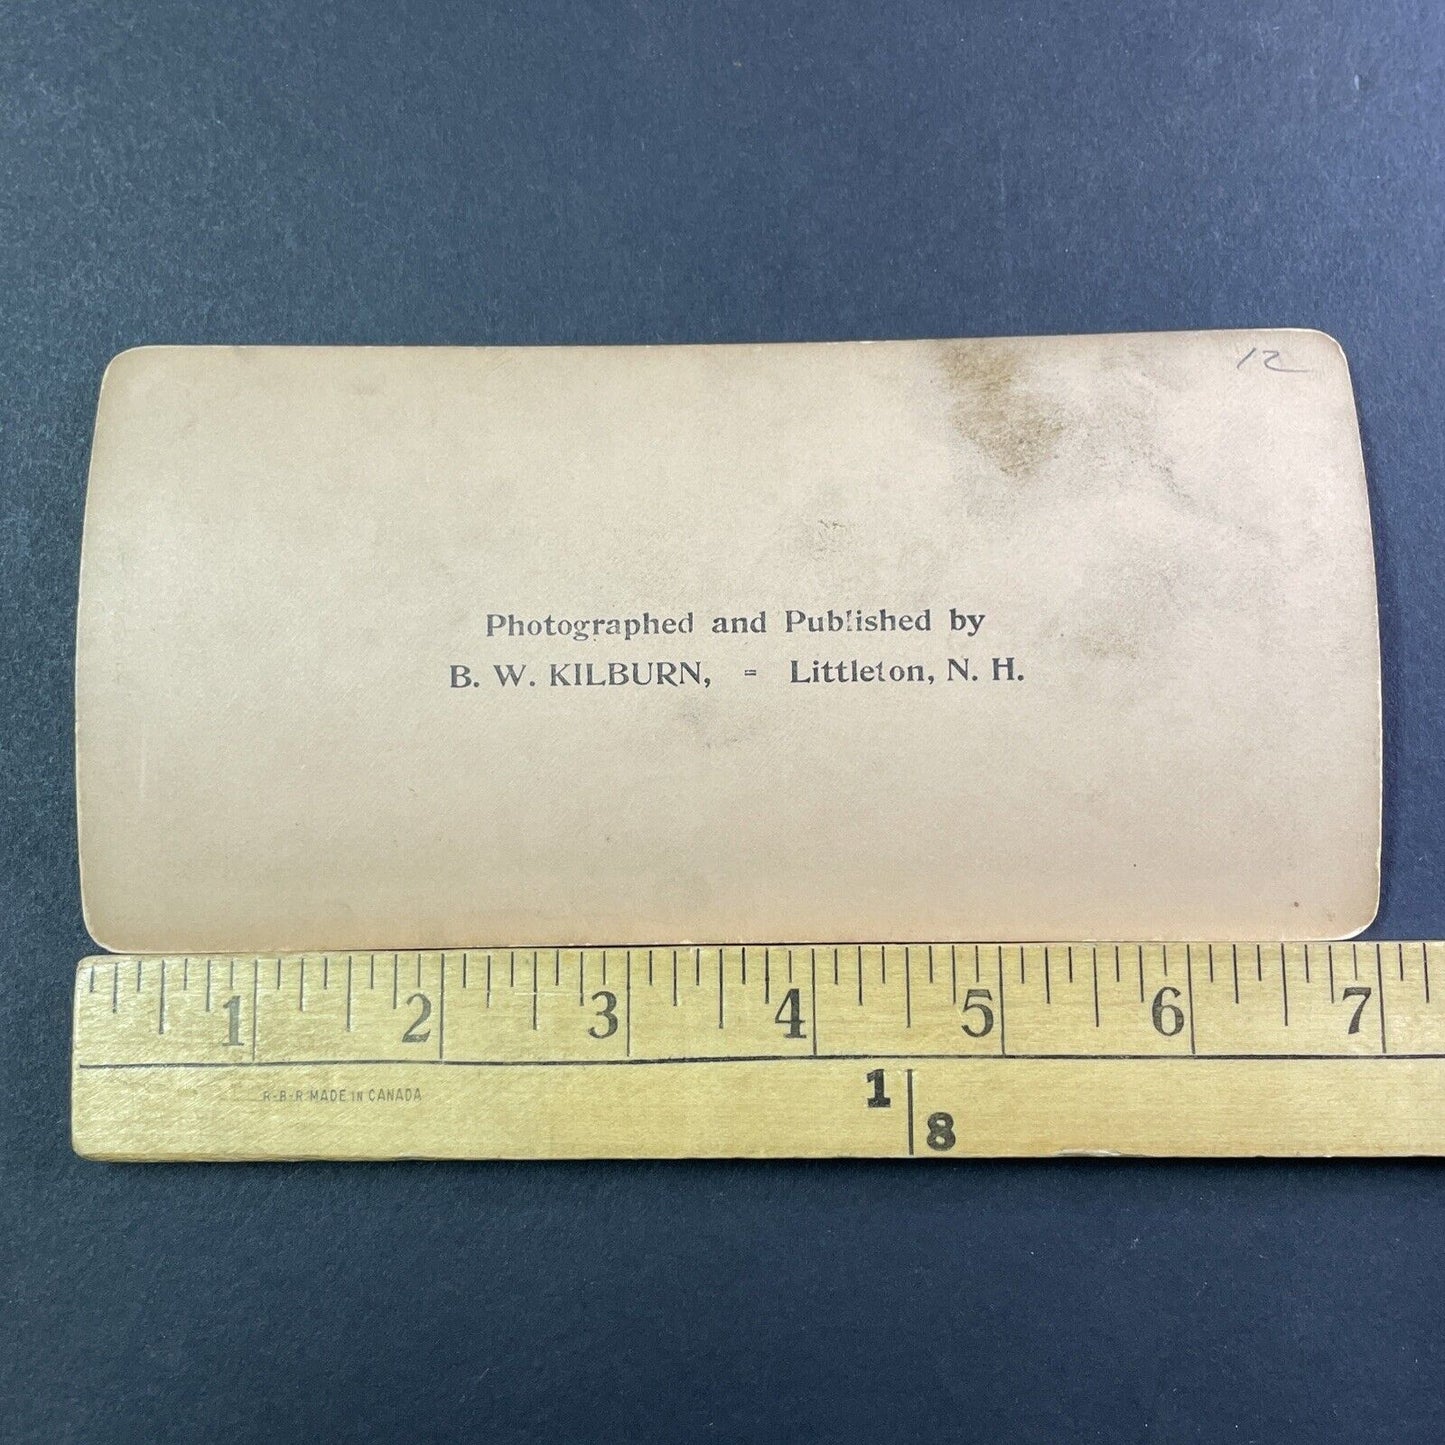 12
Photographed and Published by
B. W. KILBURN, = Littleton, N. H.
1 2 3 4 5 6 7
R-B-R MADE IN CANADA
1 8